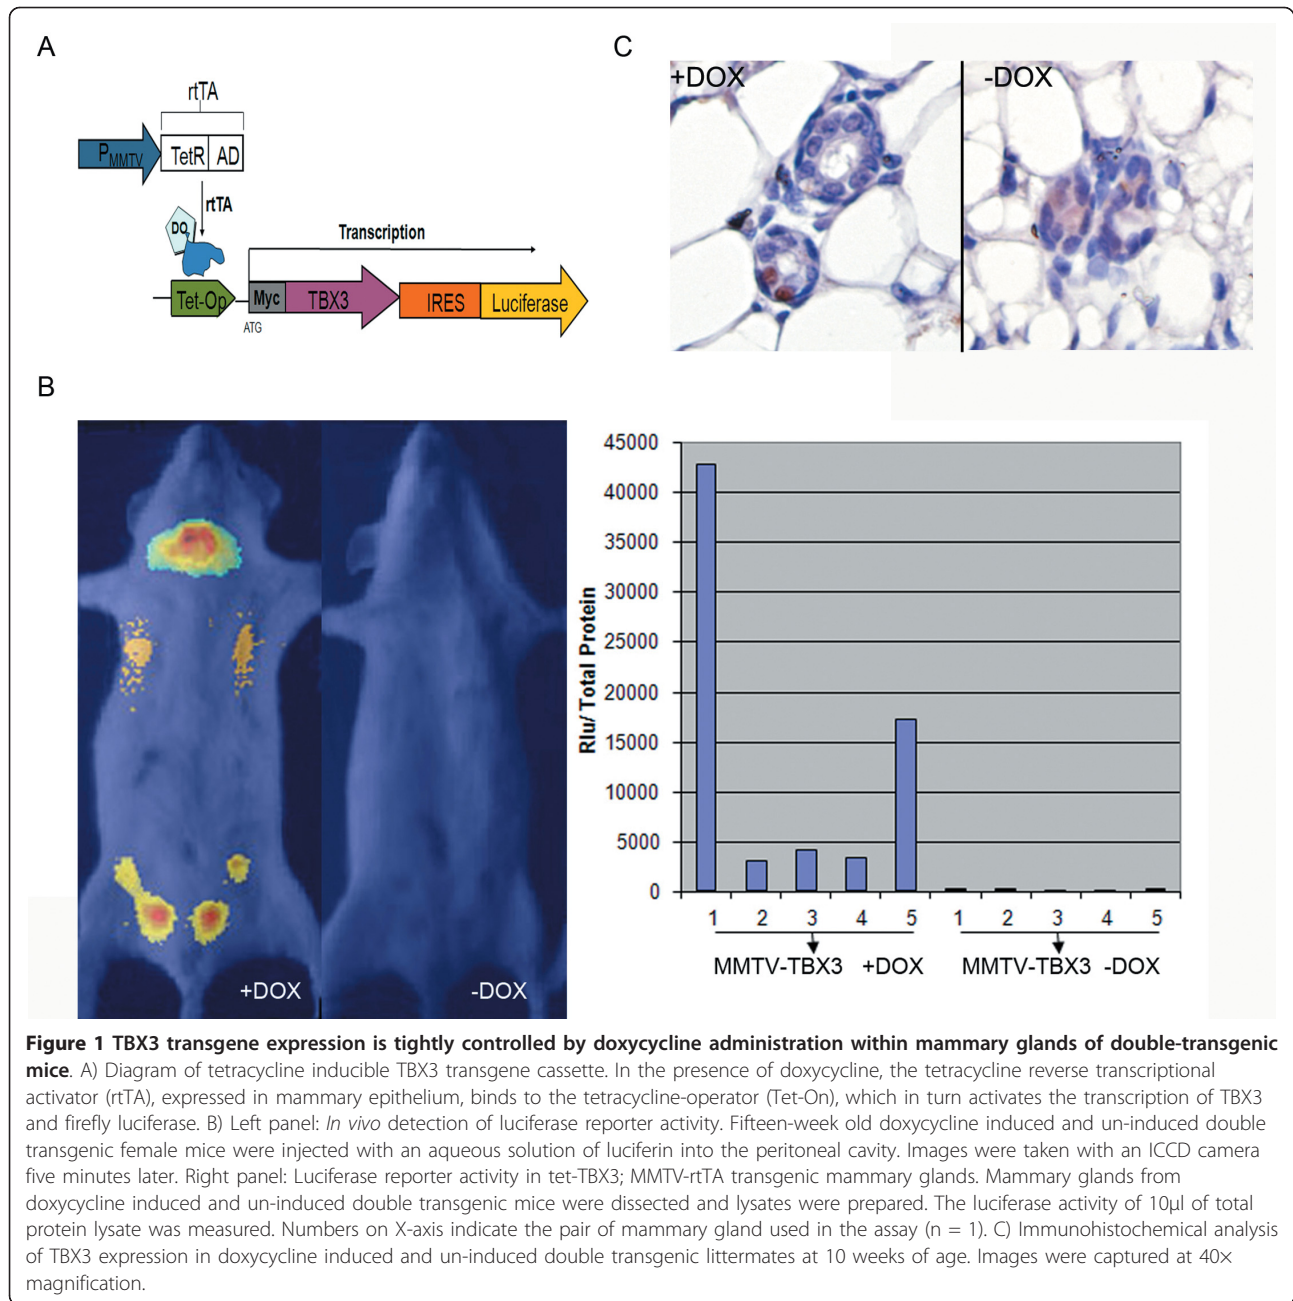 A
rtTA
P_MMTV TetR AD
rtTA
DO
Transcription
Tet-Op Myc TBX3 IRES Luciferase
ATG
C
+DOX -DOX
B
+DOX -DOX
Rlu/ Total Protein
45000
40000
35000
30000
25000
20000
15000
10000
5000
0
1 2 3 4 5 1 2 3 4 5
MMTV-TBX3 +DOX MMTV-TBX3 -DOX
Figure 1 TBX3 transgene expression is tightly controlled by doxycycline administration within mammary glands of double-transgenic
mice. A) Diagram of tetracycline inducible TBX3 transgene cassette. In the presence of doxycycline, the tetracycline reverse transcriptional
activator (rtTA), expressed in mammary epithelium, binds to the tetracycline-operator (Tet-On), which in turn activates the transcription of TBX3
and firefly luciferase. B) Left panel: In vivo detection of luciferase reporter activity. Fifteen-week old doxycycline induced and un-induced double
transgenic female mice were injected with an aqueous solution of luciferin into the peritoneal cavity. Images were taken with an ICCD camera
five minutes later. Right panel: Luciferase reporter activity in tet-TBX3; MMTV-rtTA transgenic mammary glands. Mammary glands from
doxycycline induced and un-induced double transgenic mice were dissected and lysates were prepared. The luciferase activity of 10μl of total
protein lysate was measured. Numbers on X-axis indicate the pair of mammary gland used in the assay (n = 1). C) Immunohistochemical analysis
of TBX3 expression in doxycycline induced and un-induced double transgenic littermates at 10 weeks of age. Images were captured at 40×
magnification.